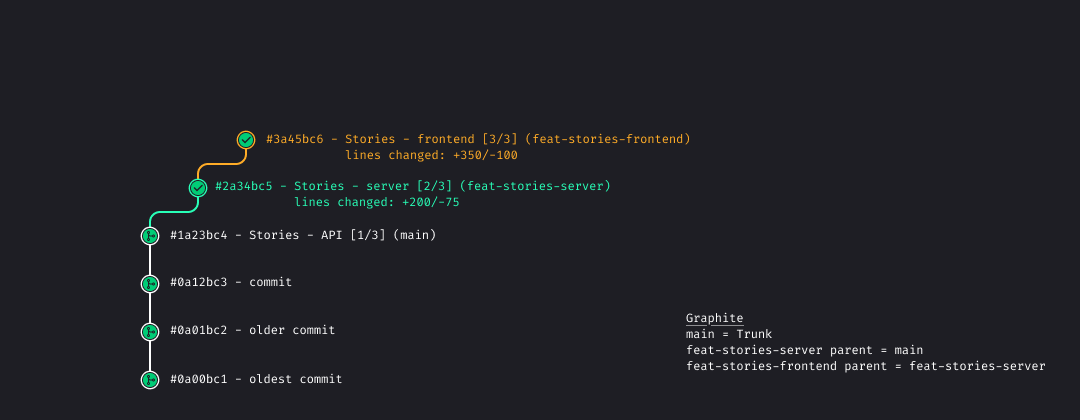 #3a45bc6 - Stories - frontend [3/3] (feat-stories-frontend)
lines changed: +350/-100
#2a34bc5 - Stories - server [2/3] (feat-stories-server)
lines changed: +200/-75
#1a23bc4 - Stories - API [1/3] (main)
#0a12bc3 - commit
#0a01bc2 - older commit
#0a00bc1 - oldest commit
Graphite
main = Trunk
feat-stories-server parent = main
feat-stories-frontend parent = feat-stories-server